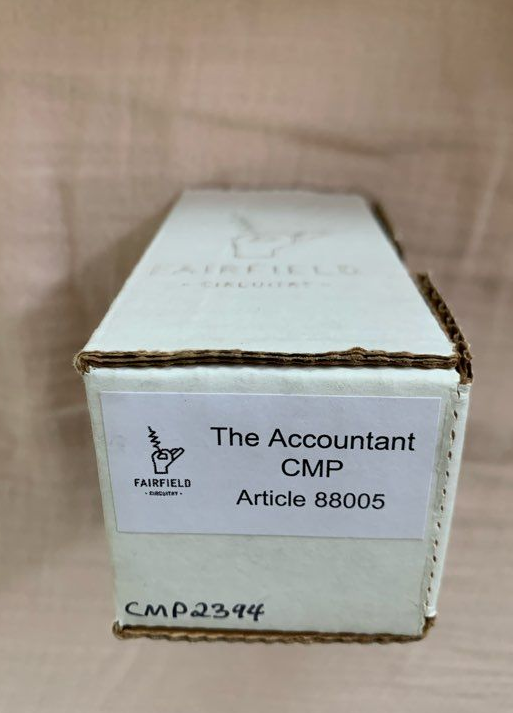 FAIRFIELD
- CIRCUITRY -
FAIRFIELD
- CIRCUITRY -
The Accountant
CMP
Article 88005
CMP2394